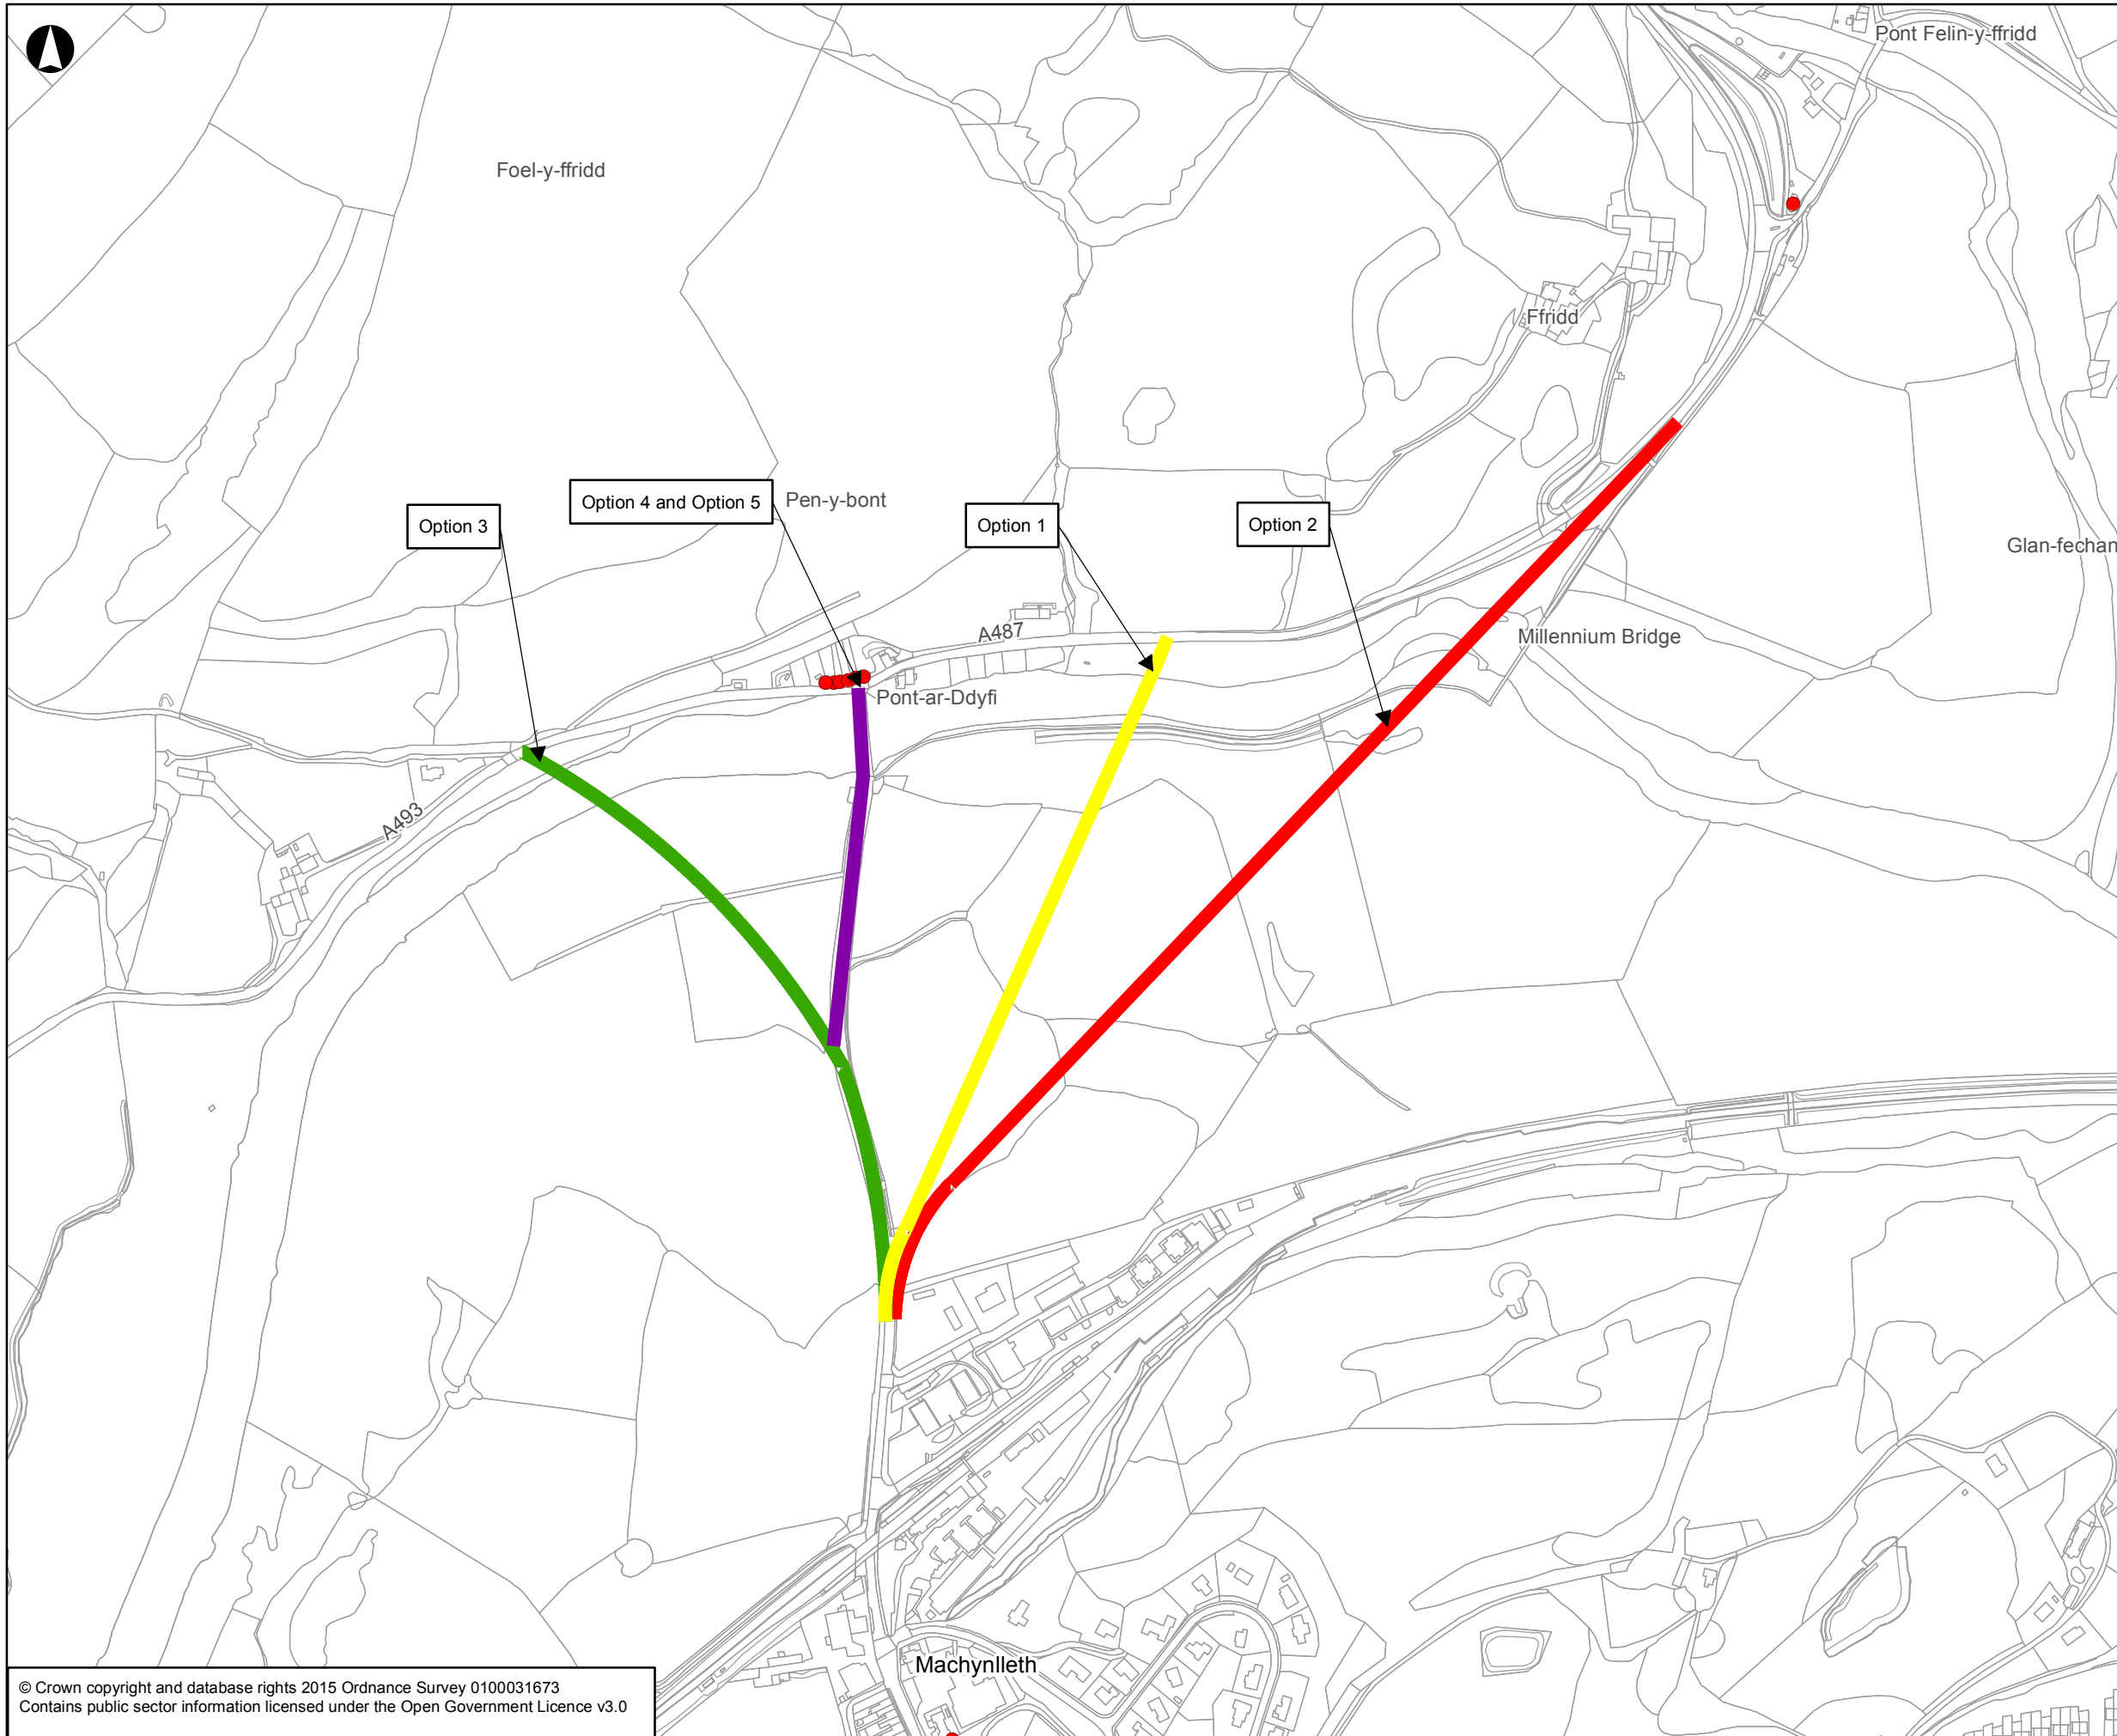 Pont Felin-y-ffridd
Foel-y-ffridd
Ffridd
Option 4 and Option 5
Pen-y-bont
Option 3
Option 1
Option 2
Glan-fechan
A487
Millennium Bridge
Pont-ar-Ddyfi
A493
Machynlleth
© Crown copyright and database rights 2015 Ordnance Survey 0100031673
Contains public sector information licensed under the Open Government Licence v3.0